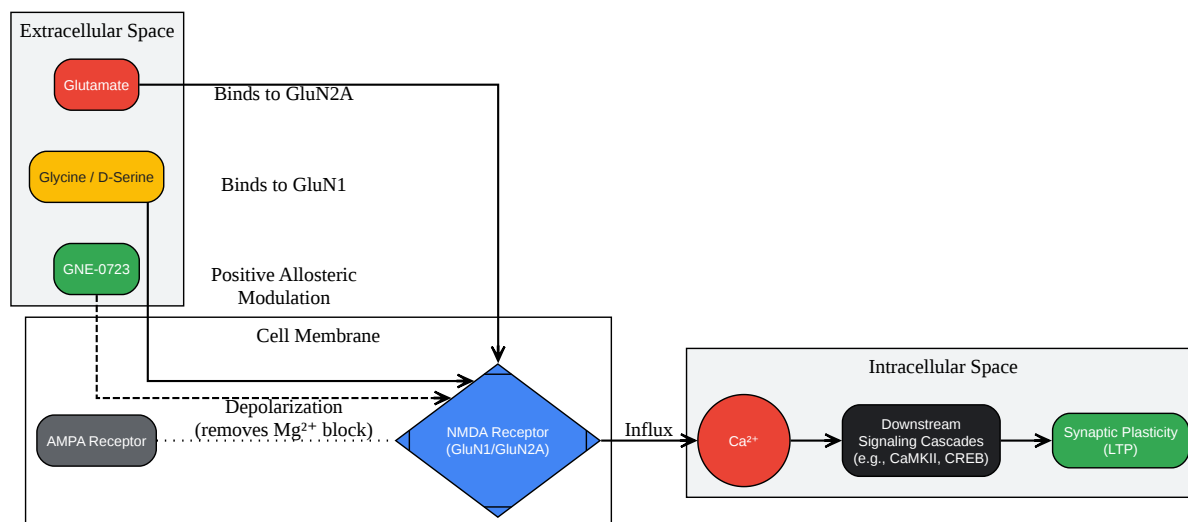 Extracellular Space
Glutamate
Binds to GluN2A
Glycine / D-Serine
Binds to GluN1
GNE-0723
Positive Allosteric
Modulation
Cell Membrane
AMPA Receptor
Depolarization
(removes Mg²⁺ block)
NMDA Receptor
(GluN1/GluN2A)
Influx
Intracellular Space
Ca²⁺
Downstream
Signaling Cascades
(e.g., CaMKII, CREB)
Synaptic Plasticity
(LTP)